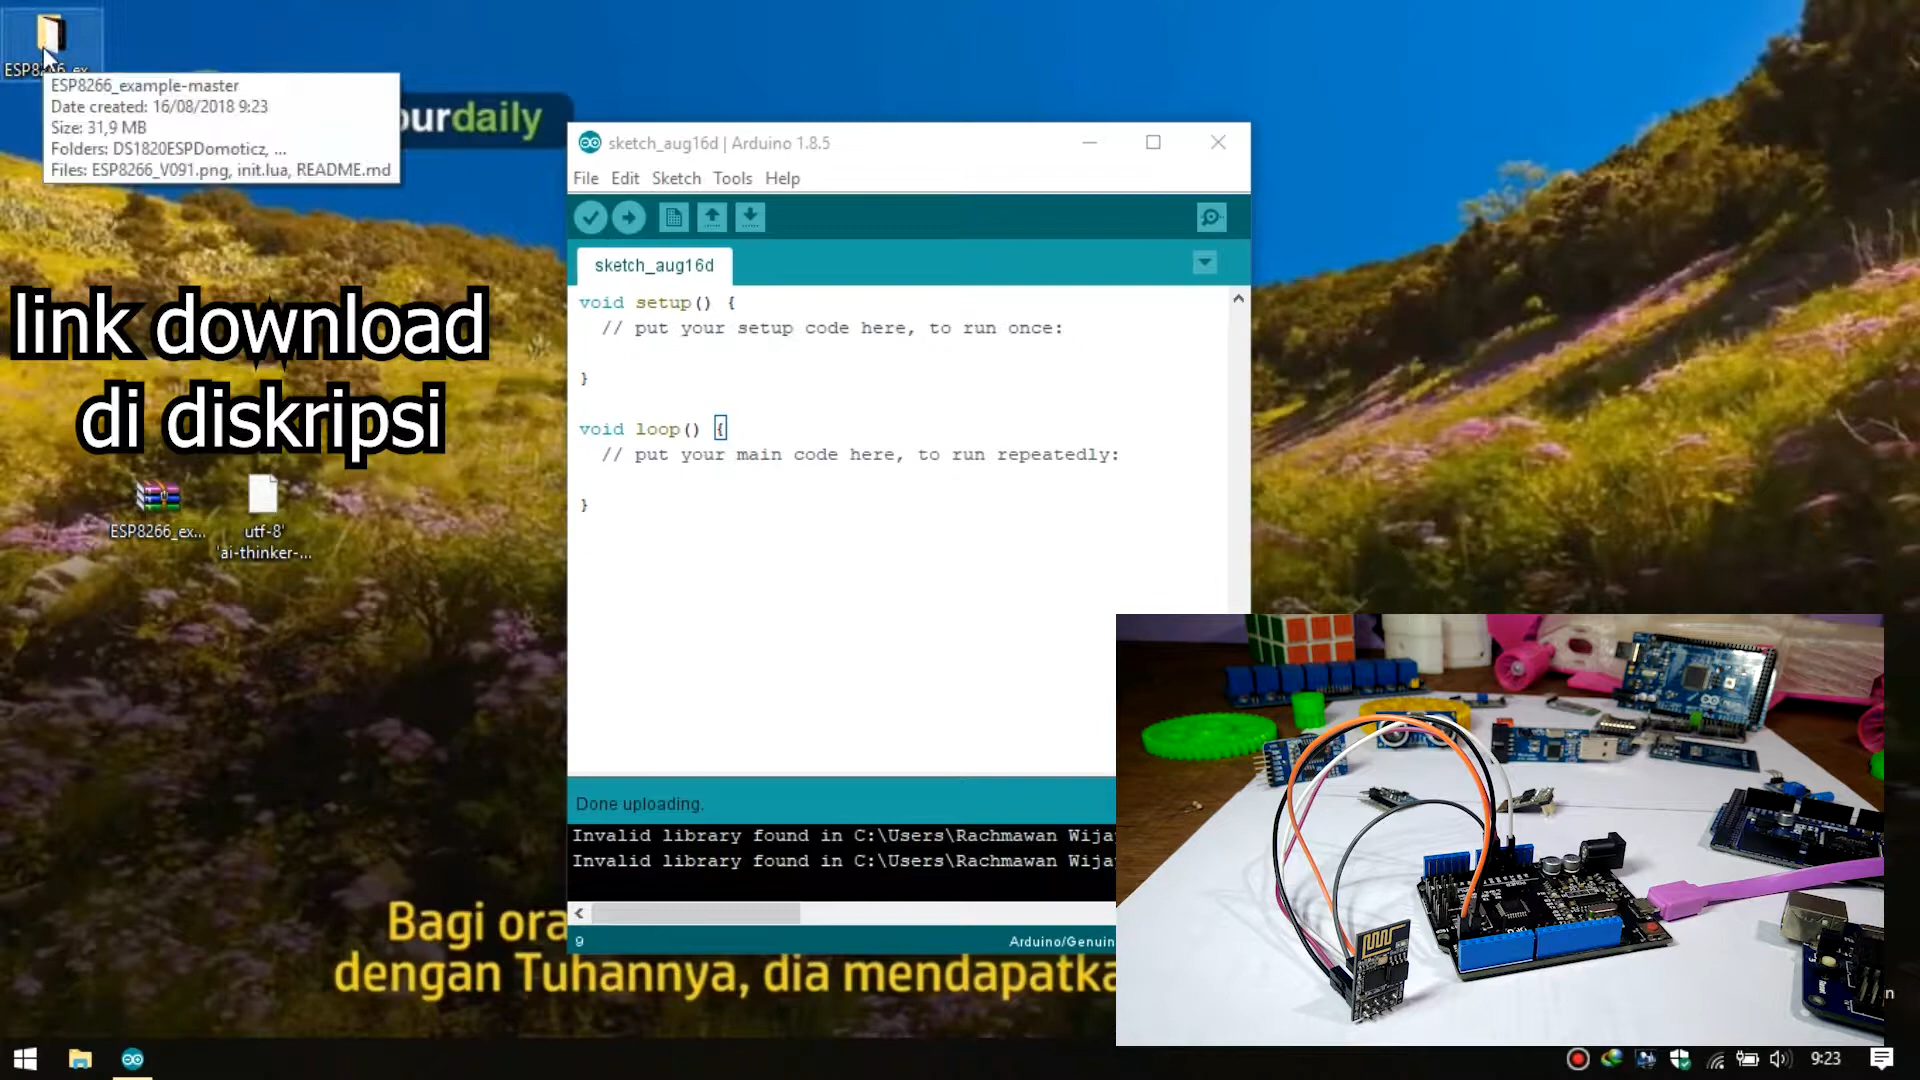 ESP8266_ex...
ESP8266_example-master
Date created: 16/08/2018 9:23
Size: 31,9 MB
Folders: DS1820ESPDomoticz, ...
Files: ESP8266_V091.png, init.lua, README.md
ourdaily
link download
di diskripsi
ESP8266_ex...
utf-8'
'ai-thinker-...
sketch_aug16d | Arduino 1.8.5
File Edit Sketch Tools Help
sketch_aug16d
void setup() {
// put your setup code here, to run once:
}
void loop() {
// put your main code here, to run repeatedly:
}
Done uploading.
Invalid library found in C:\Users\Rachmawan Wija
Invalid library found in C:\Users\Rachmawan Wija
9
Arduino/Genuin
Bagi ora
dengan Tuhannya, dia mendapatka
9:23